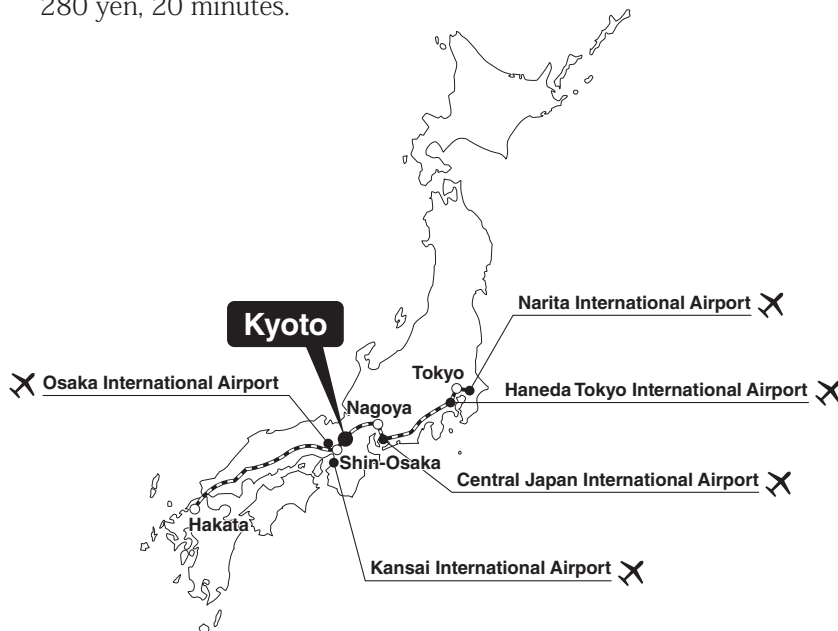 280 yen, 20 minutes.
Narita International Airport
Kyoto
Tokyo
Osaka International Airport
Haneda Tokyo International Airport
Nagoya
Shin-Osaka
Central Japan International Airport
Hakata
Kansai International Airport